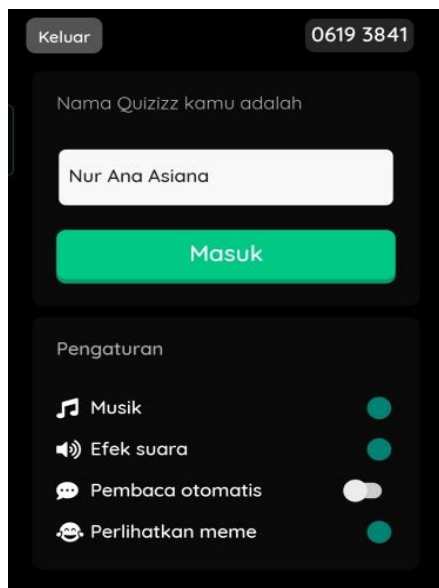 Keluar
0619 3841
Nama Quizizz kamu adalah
Nur Ana Asiana
Masuk
Pengaturan
Musik
Efek suara
Pembaca otomatis
Perlihatkan meme